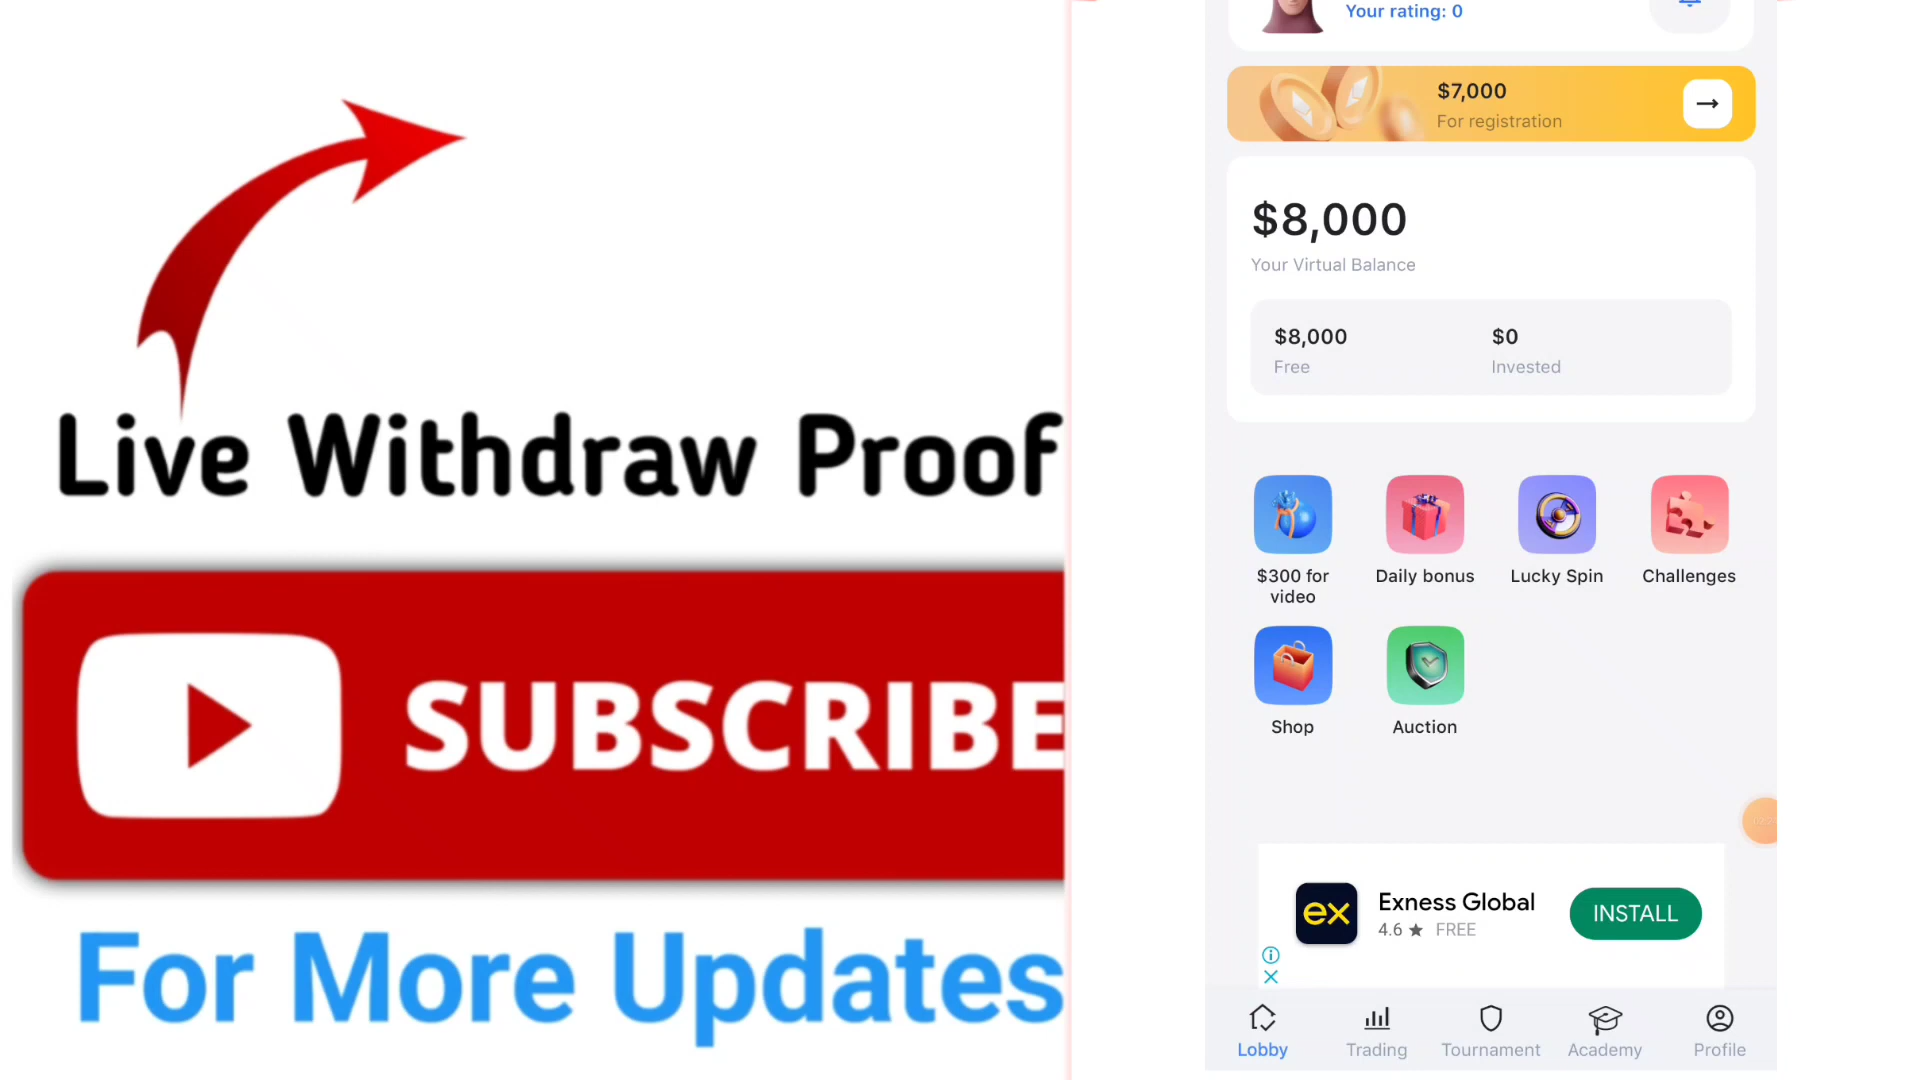 Live Withdraw Proof
SUBSCRIBE
For More Updates
Your rating: 0
$7,000
For registration
$8,000
Your Virtual Balance
$8,000
Free
$0
Invested
$300 for
video
Daily bonus
Lucky Spin
Challenges
Shop
Auction
ex
Exness Global
4.6 ★ FREE
INSTALL
Lobby
Trading
Tournament
Academy
Profile